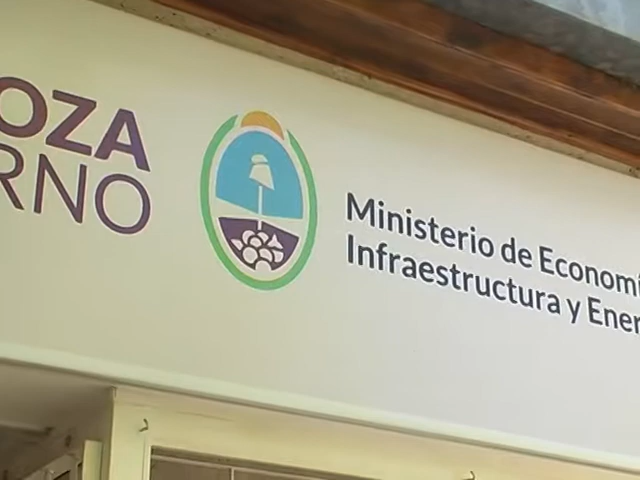 OZA
RNO
Ministerio de Economí
Infraestructura y Ener